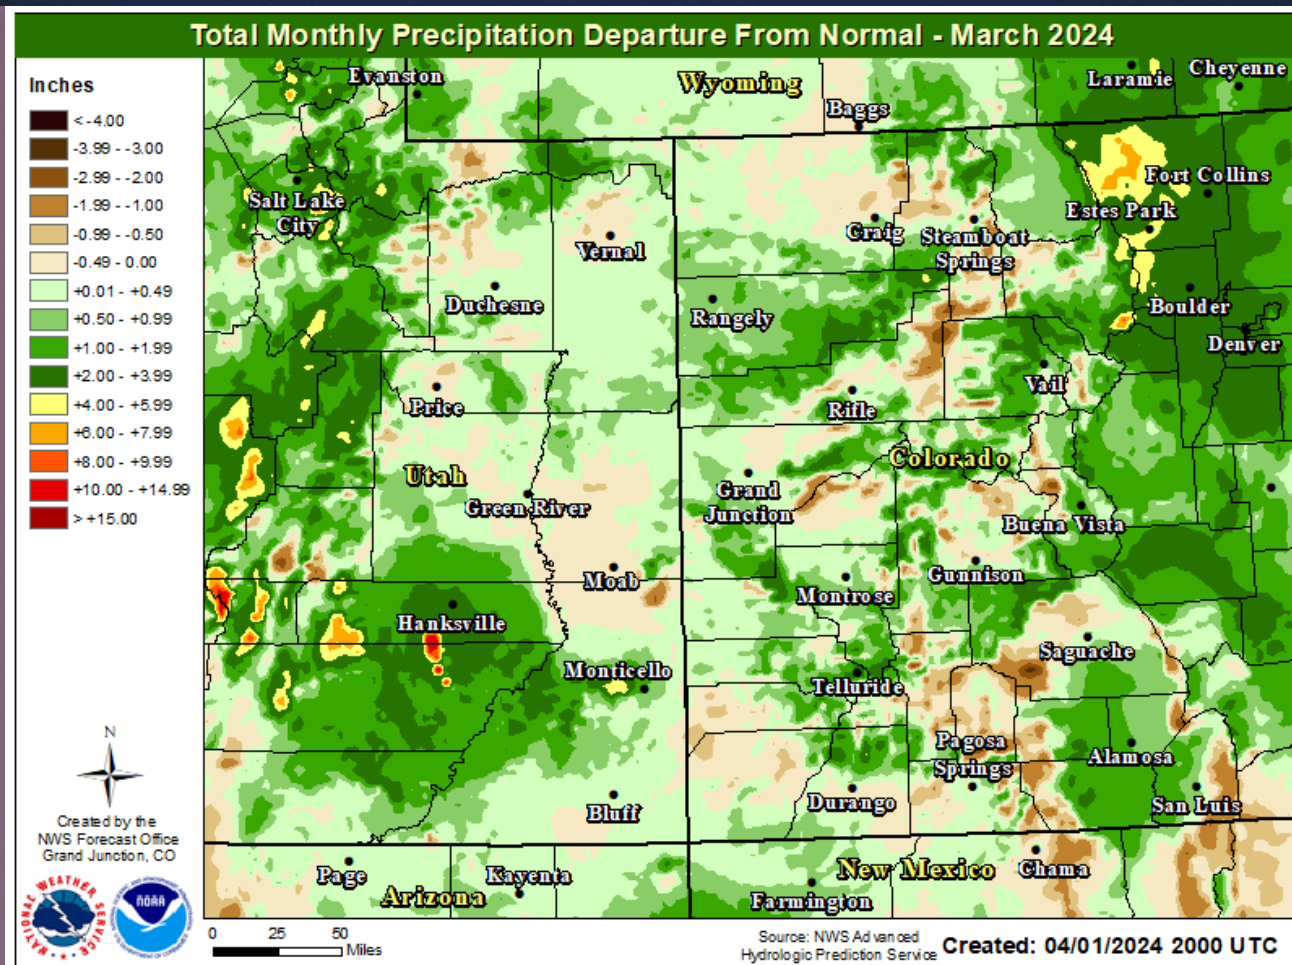 Total Monthly Precipitation Departure From Normal - March 2024
Inches
< -4.00
-3.99 - -3.00
-2.99 - -2.00
-1.99 - -1.00
-0.99 - -0.50
-0.49 - 0.00
+0.01 - +0.49
+0.50 - +0.99
+1.00 - +1.99
+2.00 - +3.99
+4.00 - +5.99
+6.00 - +7.99
+8.00 - +9.99
+10.00 - +14.99
> +15.00
Evanston
Wyoming
Baggs
Laramie
Cheyenne
Salt Lake
City
Vernal
Craig
Steamboat
Springs
Fort Collins
Estes Park
Duchesne
Rangely
Boulder
Denver
Price
Rifle
Vail
Utah
Colorado
Green River
Grand
Junction
Buena Vista
Moab
Montrose
Gunnison
Hanksville
Saguache
Monticello
Telluride
Pagosa
Springs
Alamosa
Bluff
Durango
San Luis
Page
Arizona
Kayenta
New Mexico
Chama
Farmington
N
Created by the
NWS Forecast Office
Grand Junction, CO
NATIONAL WEATHER SERVICE
NOAA
0 25 50
Miles
Source: NWS Advanced
Hydrologic Prediction Service
Created: 04/01/2024 2000 UTC